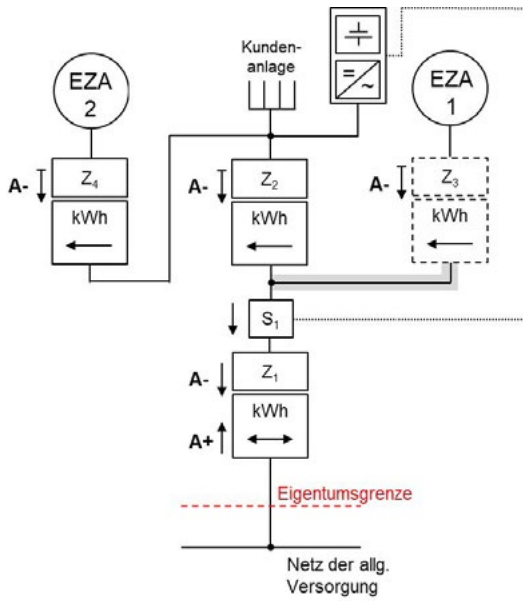 Kunden-
anlage
=
~
EZA
2
EZA
1
A-
Z4
kWh
A-
Z2
kWh
A-
Z3
kWh
S1
A-
Z1
A+
kWh
Eigentumsgrenze
Netz der allg.
Versorgung